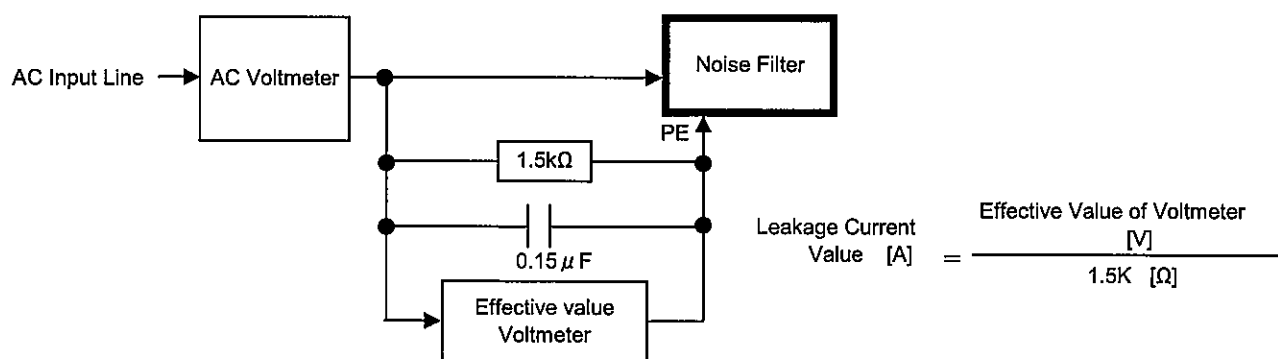 AC Input Line
AC Voltmeter
Noise Filter
PE
1.5kΩ
0.15μF
Effective value
Voltmeter
Leakage Current
Value [A]
=
Effective Value of Voltmeter
[V]
1.5K [Ω]